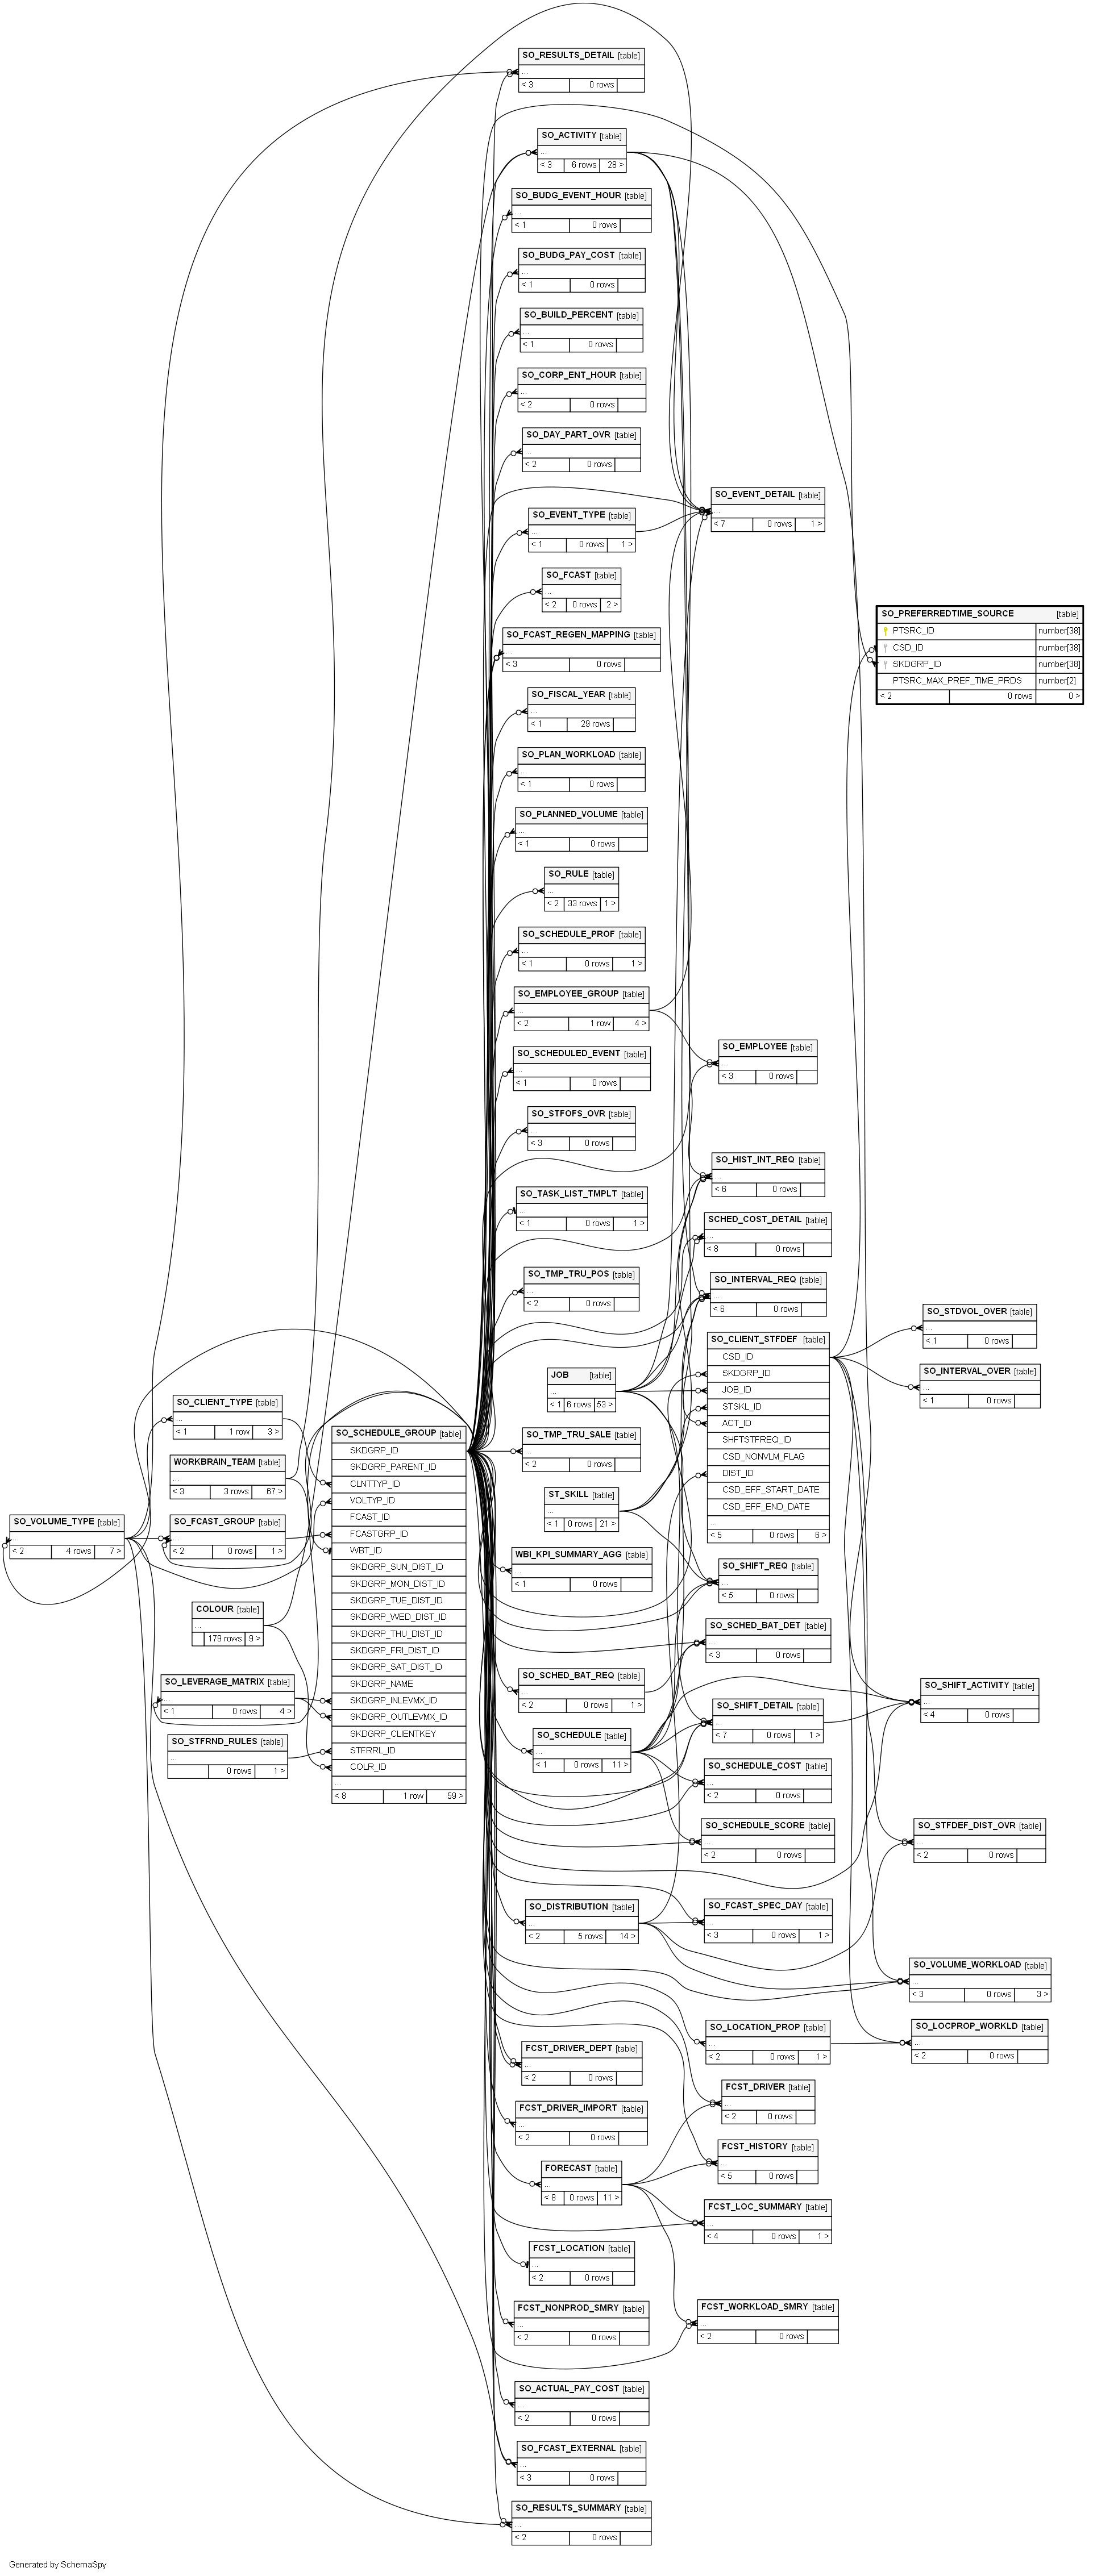 SO_RESULTS_DETAIL [table]
...
< 3 0 rows
SO_ACTIVITY [table]
...
< 3 6 rows 28 >
SO_BUDG_EVENT_HOUR [table]
...
< 1 0 rows
SO_BUDG_PAY_COST [table]
...
< 1 0 rows
SO_BUILD_PERCENT [table]
...
< 1 0 rows
SO_CORP_ENT_HOUR [table]
...
< 2 0 rows
SO_DAY_PART_OVR [table]
...
< 2 0 rows
SO_EVENT_DETAIL [table]
...
< 7 0 rows 1 >
SO_EVENT_TYPE [table]
...
< 1 0 rows 1 >
SO_FCAST [table]
...
< 2 0 rows 2 >
SO_PREFERREDTIME_SOURCE [table]
PTSRC_ID number[38]
CSD_ID number[38]
SKDGRP_ID number[38]
PTSRC_MAX_PREF_TIME_PRDS number[2]
< 2 0 rows 0 >
SO_FCAST_REGEN_MAPPING [table]
...
< 3 0 rows
SO_FISCAL_YEAR [table]
...
< 1 29 rows
SO_PLAN_WORKLOAD [table]
...
< 1 0 rows
SO_PLANNED_VOLUME [table]
...
< 1 0 rows
SO_RULE [table]
...
< 2 33 rows 1 >
SO_SCHEDULE_PROF [table]
...
< 1 0 rows 1 >
SO_EMPLOYEE_GROUP [table]
...
< 2 1 row 4 >
SO_EMPLOYEE [table]
...
< 3 0 rows
SO_SCHEDULED_EVENT [table]
...
< 1 0 rows
SO_STFOFS_OVR [table]
...
< 3 0 rows
SO_HIST_INT_REQ [table]
...
< 6 0 rows
SO_TASK_LIST_TMPLT [table]
...
< 1 0 rows 1 >
SCHED_COST_DETAIL [table]
...
< 8 0 rows
SO_TMP_TRU_POS [table]
...
< 2 0 rows
SO_INTERVAL_REQ [table]
...
< 6 0 rows
SO_STDVOL_OVER [table]
...
< 1 0 rows
SO_CLIENT_STFDEF [table]
CSD_ID
SKDGRP_ID
JOB_ID
STSKL_ID
ACT_ID
SHFTSTFREQ_ID
CSD_NONVLM_FLAG
DIST_ID
CSD_EFF_START_DATE
CSD_EFF_END_DATE
...
< 5 0 rows 6 >
SO_INTERVAL_OVER [table]
...
< 1 0 rows
JOB [table]
...
< 1 6 rows 53 >
SO_CLIENT_TYPE [table]
...
< 1 1 row 3 >
SO_SCHEDULE_GROUP [table]
SKDGRP_ID
SKDGRP_PARENT_ID
CLNTTYP_ID
VOLTYP_ID
FCAST_ID
FCASTGRP_ID
WBT_ID
SKDGRP_SUN_DIST_ID
SKDGRP_MON_DIST_ID
SKDGRP_TUE_DIST_ID
SKDGRP_WED_DIST_ID
SKDGRP_THU_DIST_ID
SKDGRP_FRI_DIST_ID
SKDGRP_SAT_DIST_ID
SKDGRP_NAME
SKDGRP_INLEVMX_ID
SKDGRP_OUTLEVMX_ID
SKDGRP_CLIENTKEY
STFRRL_ID
COLR_ID
...
< 8 1 row 59 >
SO_TMP_TRU_SALE [table]
...
< 2 0 rows
WORKBRAIN_TEAM [table]
...
< 3 3 rows 67 >
ST_SKILL [table]
...
< 1 0 rows 21 >
SO_VOLUME_TYPE [table]
...
< 2 4 rows 7 >
SO_FCAST_GROUP [table]
...
< 2 0 rows 1 >
WBI_KPI_SUMMARY_AGG [table]
...
< 1 0 rows
SO_SHIFT_REQ [table]
...
< 5 0 rows
COLOUR [table]
...
179 rows 9 >
SO_SCHED_BAT_DET [table]
...
< 3 0 rows
SO_LEVERAGE_MATRIX [table]
...
< 1 0 rows 4 >
SO_SCHED_BAT_REQ [table]
...
< 2 0 rows 1 >
SO_SHIFT_ACTIVITY [table]
...
< 4 0 rows
SO_SHIFT_DETAIL [table]
...
< 7 0 rows 1 >
SO_STFRND_RULES [table]
...
0 rows 1 >
SO_SCHEDULE [table]
...
< 1 0 rows 11 >
SO_SCHEDULE_COST [table]
...
< 2 0 rows
SO_SCHEDULE_SCORE [table]
...
< 2 0 rows
SO_STFDEF_DIST_OVR [table]
...
< 2 0 rows
SO_DISTRIBUTION [table]
...
< 2 5 rows 14 >
SO_FCAST_SPEC_DAY [table]
...
< 3 0 rows 1 >
SO_VOLUME_WORKLOAD [table]
...
< 3 0 rows 3 >
SO_LOCATION_PROP [table]
...
< 2 0 rows 1 >
SO_LOCPROP_WORKLD [table]
...
< 2 0 rows
FCST_DRIVER_DEPT [table]
...
< 2 0 rows
FCST_DRIVER [table]
...
< 2 0 rows
FCST_DRIVER_IMPORT [table]
...
< 2 0 rows
FCST_HISTORY [table]
...
< 5 0 rows
FORECAST [table]
...
< 8 0 rows 11 >
FCST_LOC_SUMMARY [table]
...
< 4 0 rows 1 >
FCST_LOCATION [table]
...
< 2 0 rows
FCST_NONPROD_SMRY [table]
...
< 2 0 rows
FCST_WORKLOAD_SMRY [table]
...
< 2 0 rows
SO_ACTUAL_PAY_COST [table]
...
< 2 0 rows
SO_FCAST_EXTERNAL [table]
...
< 3 0 rows
SO_RESULTS_SUMMARY [table]
...
< 2 0 rows
Generated by SchemaSpy